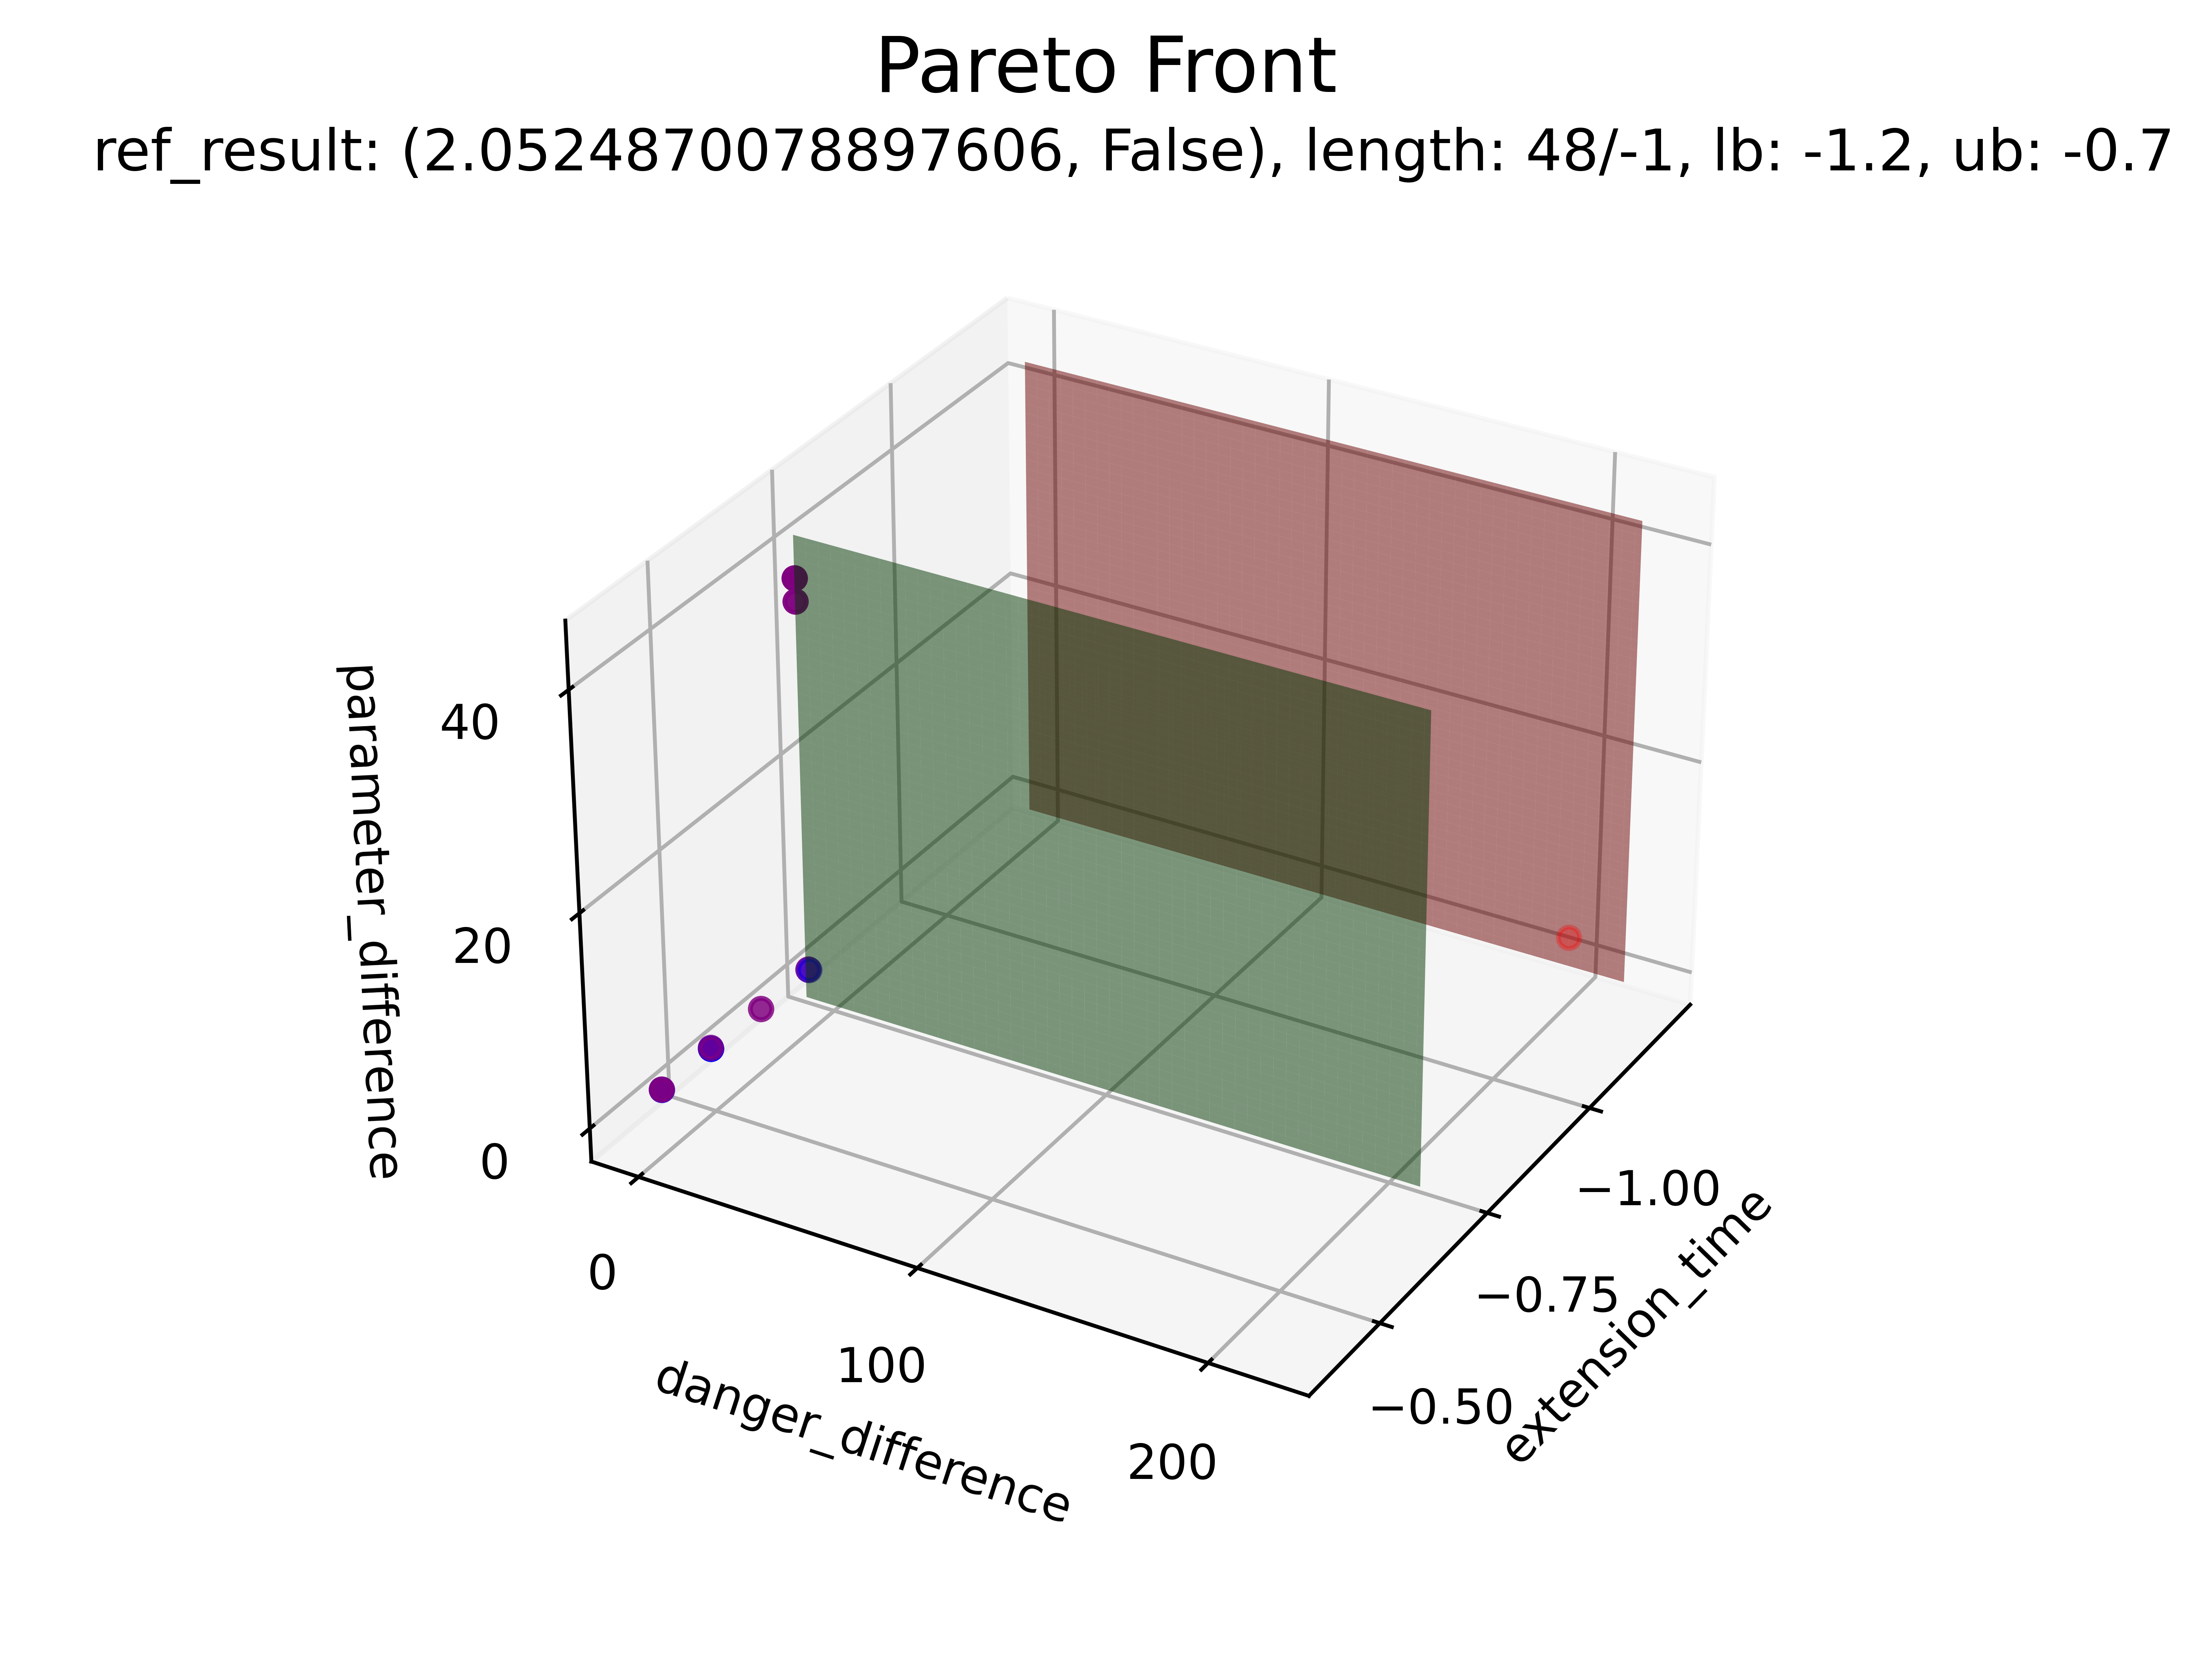 Pareto Front
ref_result: (2.0524870078897606, False), length: 48/-1, lb: -1.2, ub: -0.7
parameter_difference
40
20
0
0
100
200
danger_difference
−1.00
−0.75
−0.50
extension_time